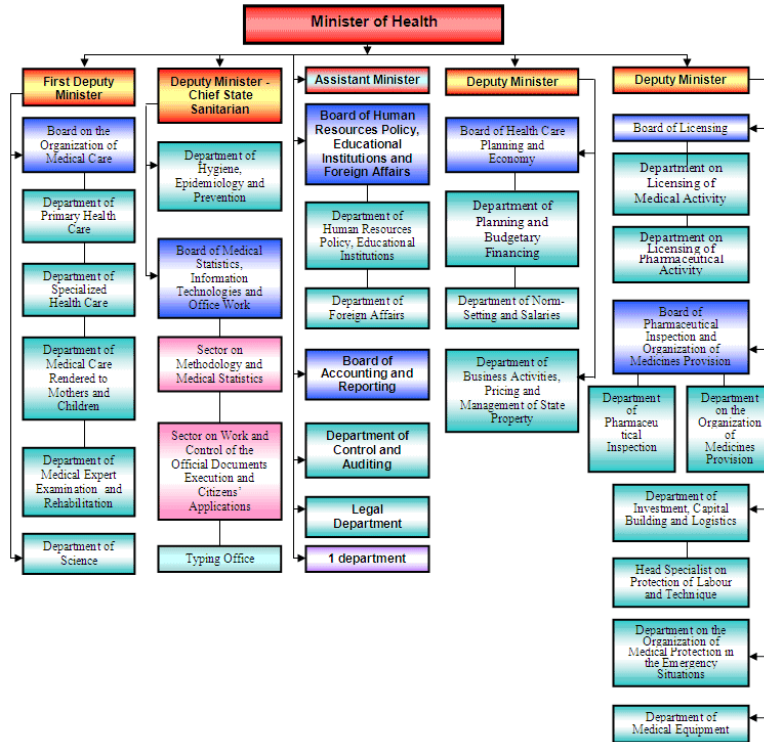 Minister of Health
First Deputy
Minister
Board on the
Organization of
Medical Care
Department of
Primary Health
Care
Department of
Specialized
Health Care
Department of
Medical Care
Rendered to
Mothers and
Children
Department of
Medical Expert
Examination and
Rehabilitation
Department of
Science
Deputy Minister -
Chief State
Sanitarian
Department of
Hygiene,
Epidemiology and
Prevention
Board of Medical
Statistics,
Information
Technologies and
Office Work
Sector on
Methodology and
Medical Statistics
Sector on Work and
Control of the
Official Documents
Execution and
Citizens'
Applications
Typing Office
Assistant Minister
Board of Human
Resources Policy,
Educational
Institutions and
Foreign Affairs
Department of
Human Resources
Policy, Educational
Institutions
Department of
Foreign Affairs
Board of
Accounting and
Reporting
Department of
Control and
Auditing
Legal
Department
1 department
Deputy Minister
Board of Health Care
Planning and
Economy
Department of
Planning and
Budgetary
Financing
Department of Norm-
Setting and Salaries
Department of
Business Activities,
Pricing and
Management of State
Property
Deputy Minister
Board of Licensing
Department on
Licensing of
Medical Activity
Department on
Licensing of
Pharmaceutical
Activity
Board of
Pharmaceutical
Inspection and
Organization of
Medicines Provision
Department
of
Pharmaceu
tical
Inspection
Department
on the
Organization
of
Medicines
Provision
Department of
Investment, Capital
Building and Logistics
Head Specialist on
Protection of Labour
and Technique
Department on the
Organization of
Medical Protection in
the Emergency
Situations
Department of
Medical Equipment